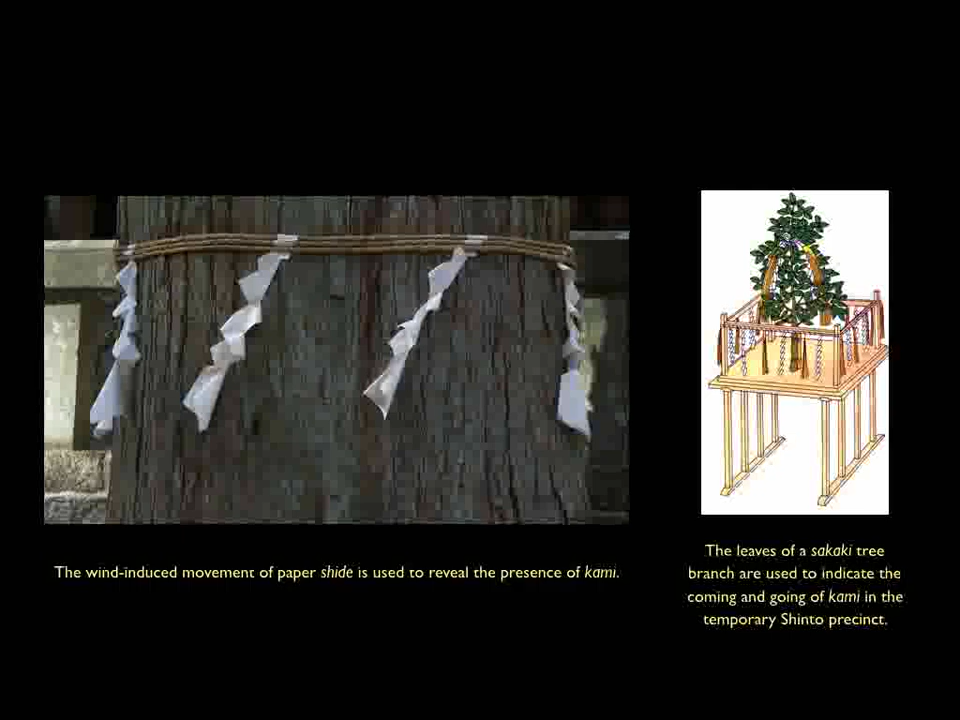 The wind-induced movement of paper shide is used to reveal the presence of kami.
The leaves of a sakaki tree
branch are used to indicate the
coming and going of kami in the
temporary Shinto precinct.